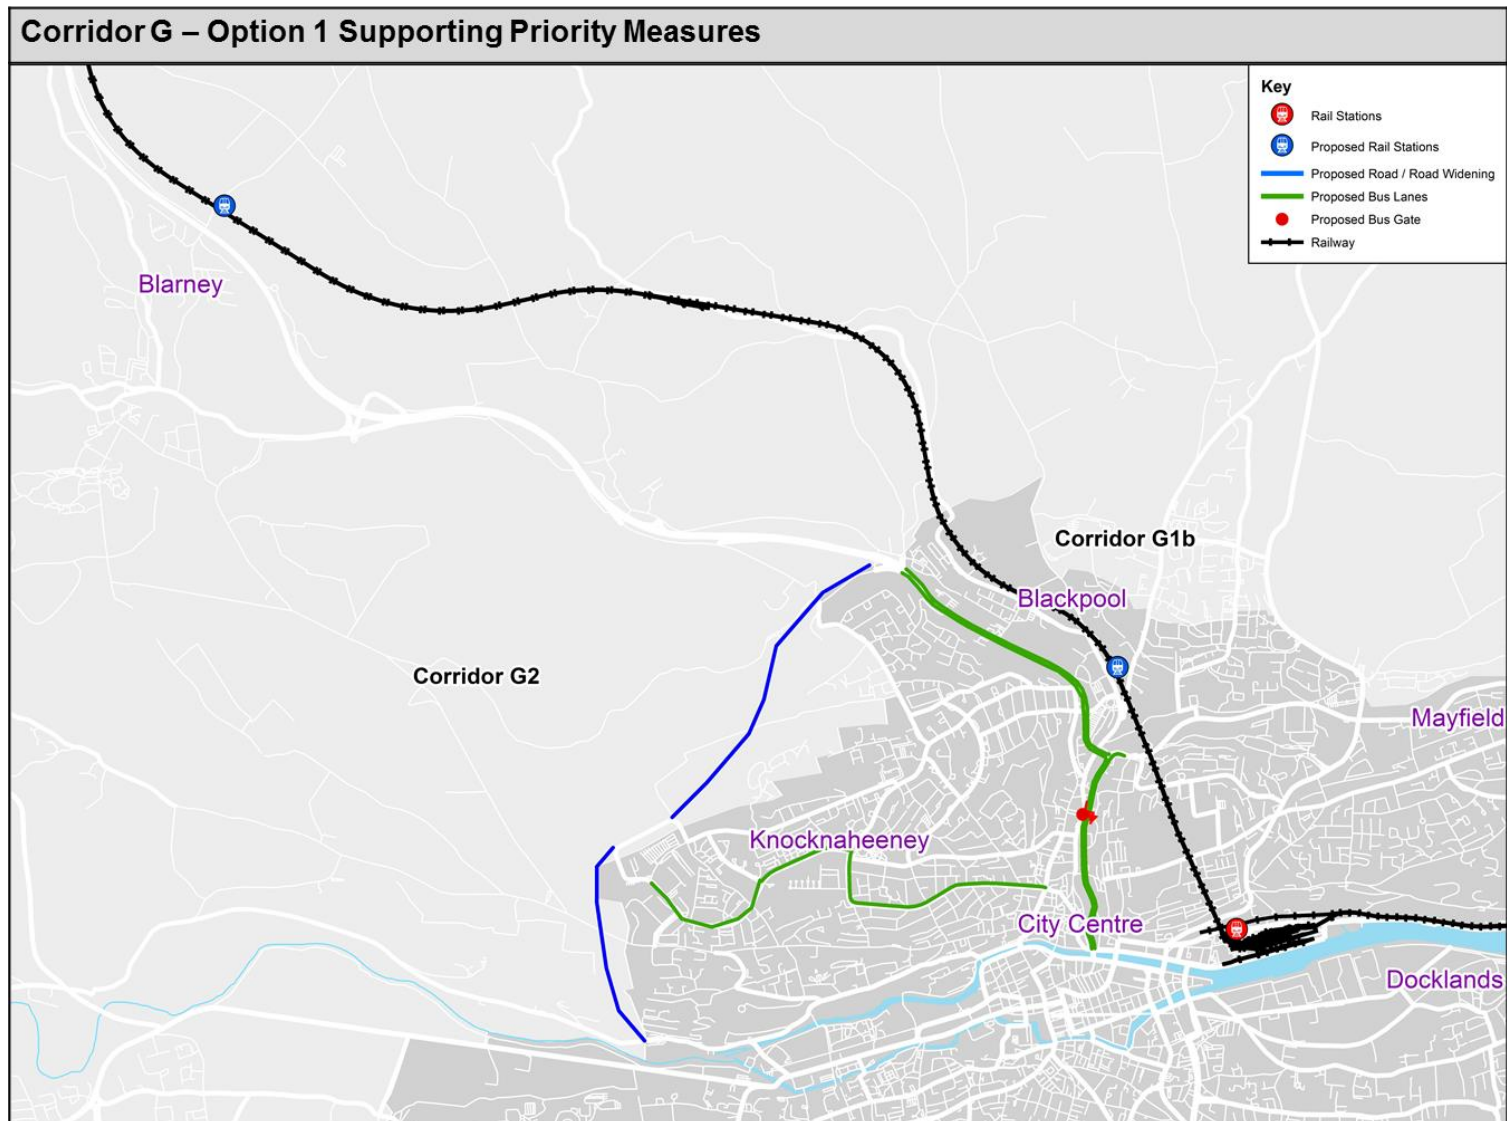 Corridor G – Option 1 Supporting Priority Measures
Key
Rail Stations
Proposed Rail Stations
Proposed Road / Road Widening
Proposed Bus Lanes
Proposed Bus Gate
Railway
Blarney
Corridor G1b
Blackpool
Corridor G2
Mayfield
Knocknaheeney
City Centre
Docklands